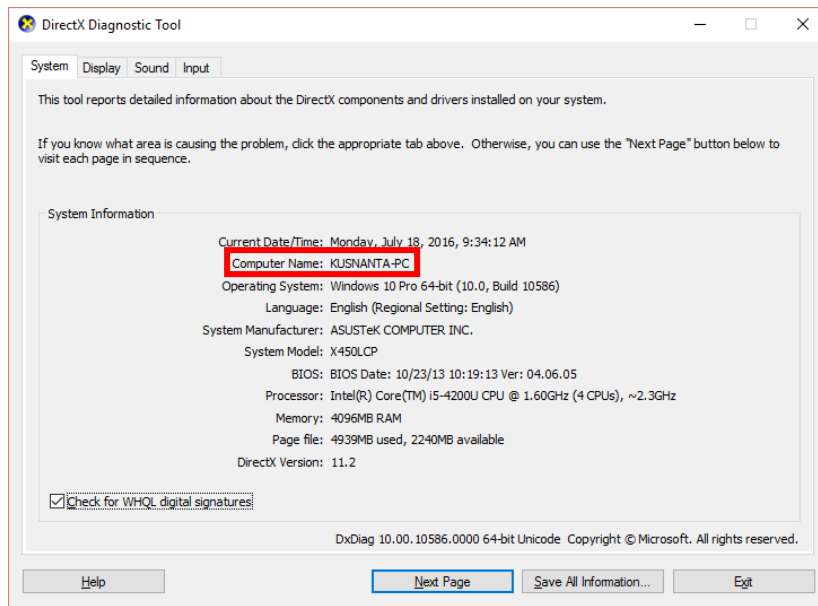 DirectX Diagnostic Tool
System Display Sound Input
This tool reports detailed information about the DirectX components and drivers installed on your system.
If you know what area is causing the problem, click the appropriate tab above. Otherwise, you can use the "Next Page" button below to
visit each page in sequence.
System Information
Current Date/Time: Monday, July 18, 2016, 9:34:12 AM
Computer Name: KUSNANTA-PC
Operating System: Windows 10 Pro 64-bit (10.0, Build 10586)
Language: English (Regional Setting: English)
System Manufacturer: ASUSTeK COMPUTER INC.
System Model: X450LCP
BIOS: BIOS Date: 10/23/13 10:19:13 Ver: 04.06.05
Processor: Intel(R) Core(TM) i5-4200U CPU @ 1.60GHz (4 CPUs), ~2.3GHz
Memory: 4096MB RAM
Page file: 4939MB used, 2240MB available
DirectX Version: 11.2
Check for WHQL digital signatures
DxDiag 10.00.10586.0000 64-bit Unicode Copyright © Microsoft. All rights reserved.
Help Next Page Save All Information... Exit